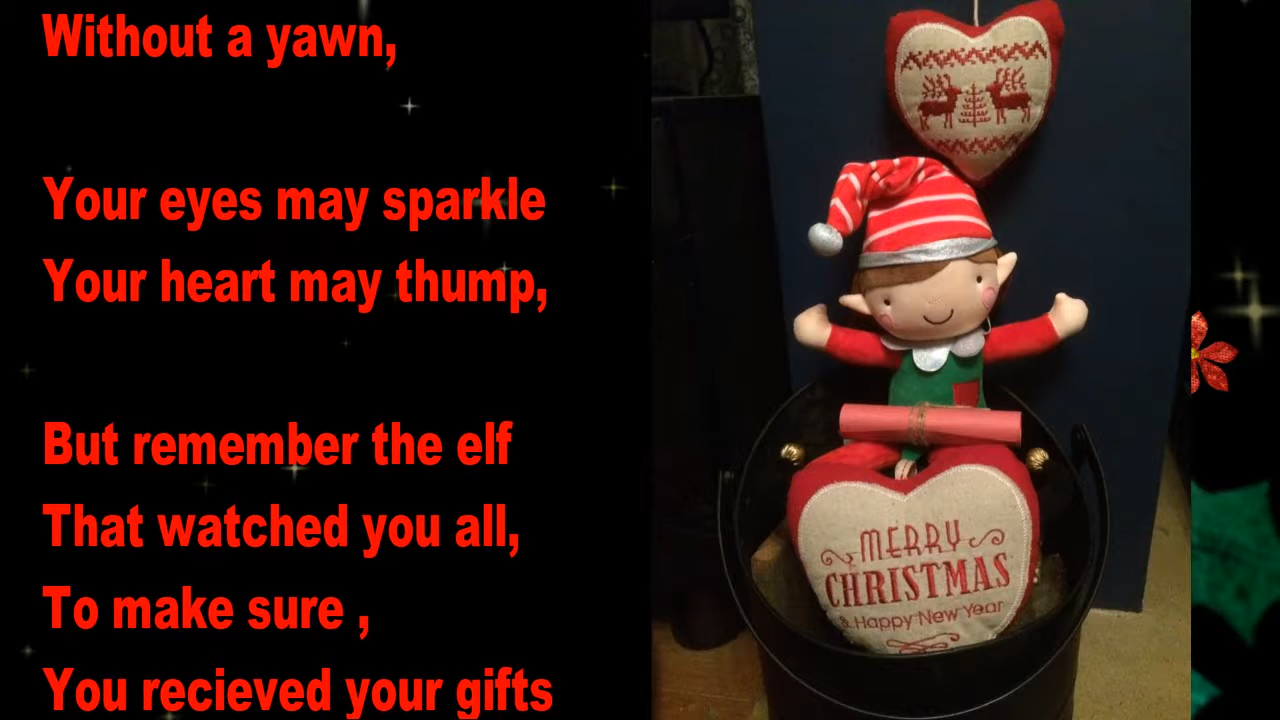 Without a yawn,
Your eyes may sparkle
Your heart may thump,
But remember the elf
That watched you all,
To make sure ,
You recieved your gifts
MERRY
CHRISTMAS
& Happy New Year